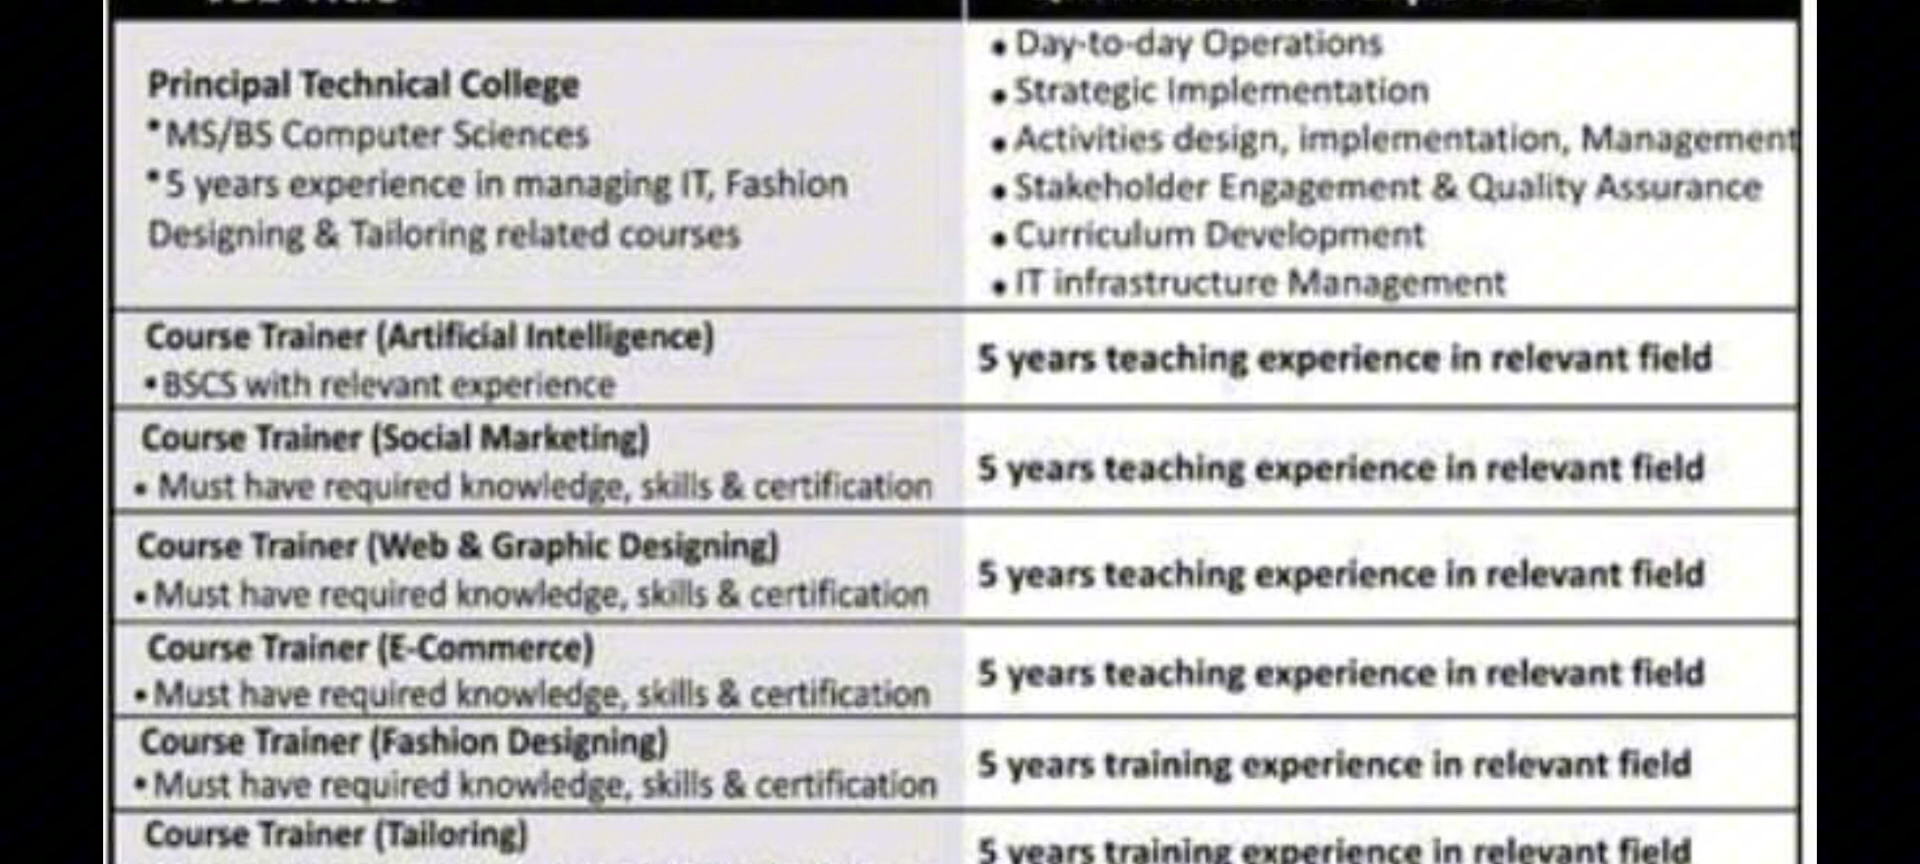 Principal Technical College
*MS/BS Computer Sciences
*5 years experience in managing IT, Fashion
Designing & Tailoring related courses
• Day-to-day Operations
• Strategic Implementation
• Activities design, implementation, Management
• Stakeholder Engagement & Quality Assurance
• Curriculum Development
• IT infrastructure Management
Course Trainer (Artificial Intelligence)
• BSCS with relevant experience
5 years teaching experience in relevant field
Course Trainer (Social Marketing)
• Must have required knowledge, skills & certification
5 years teaching experience in relevant field
Course Trainer (Web & Graphic Designing)
• Must have required knowledge, skills & certification
5 years teaching experience in relevant field
Course Trainer (E-Commerce)
• Must have required knowledge, skills & certification
5 years teaching experience in relevant field
Course Trainer (Fashion Designing)
• Must have required knowledge, skills & certification
5 years training experience in relevant field
Course Trainer (Tailoring)
5 years training experience in relevant field